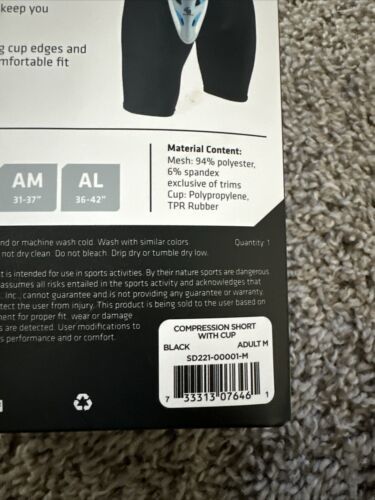 keep you
g cup edges and
mfortable fit
Material Content:
Mesh: 94% polyester,
6% spandex
exclusive of trims
Cup: Polypropylene,
TPR Rubber
AM
31-37"
AL
36-42"
nd or machine wash cold. Wash with similar colors
Quantity: 1
not dry clean. Do not bleach. Drip dry or tumble dry low.
t is intended for use in sports activities. By their nature sports are dangerous
assumes all risks entailed in the sports activity and acknowledges that
, Inc., cannot guarantee and is not providing any guarantee or warranty,
tect the user from injury. This product is being sold to the user based on
ment for proper fit. wear or damage
s are detected. User modifications to
s performance and or comfort.
COMPRESSION SHORT
WITH CUP
BLACK ADULT M
SD221-00001-M
7 33313 07646 1